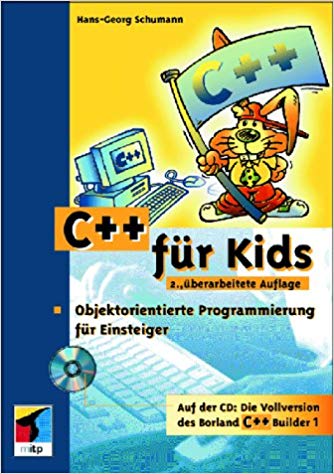 Hans-Georg Schumann
C++
C++
für Kids
2., überarbeitete Auflage
Objektorientierte Programmierung
für Einsteiger
Auf der CD: Die Vollversion
des Borland C++ Builder 1
mitp